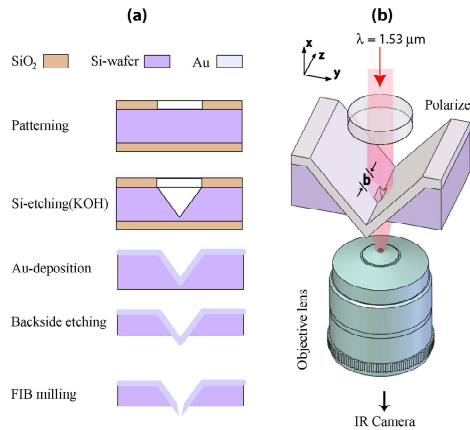 (a)
SiO2
Si-wafer
Au
Patterning
Si-etching(KOH)
Au-deposition
Backside etching
FIB milling
(b)
x
z
y
λ = 1.53 μm
Polarize
b
Objective lens
IR Camera